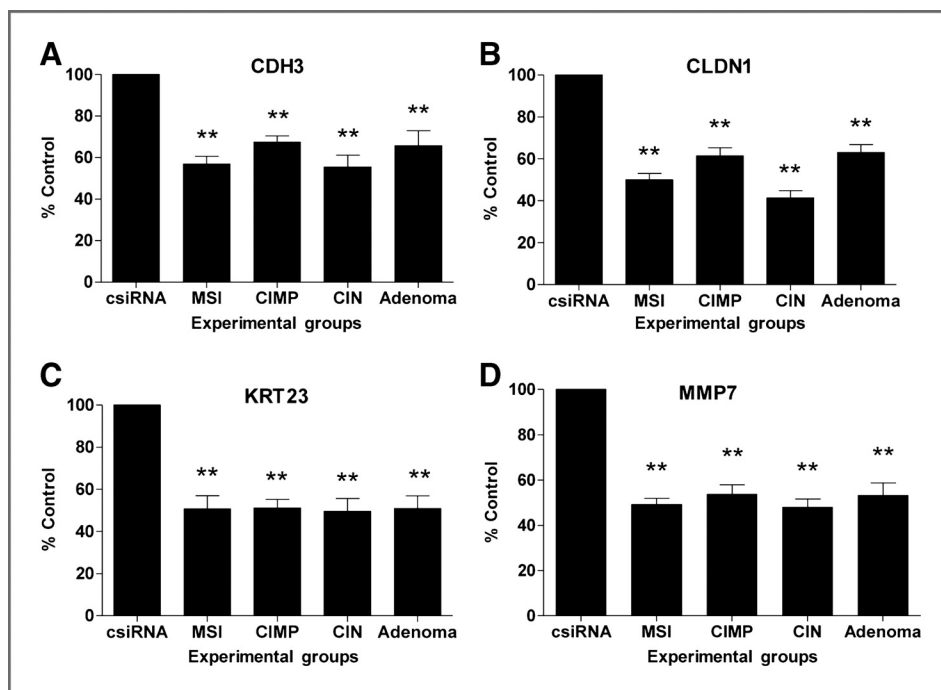 A
CDH3
% Control
100
80
60
40
20
0
** ** ** **
csiRNA MSI CIMP CIN Adenoma
Experimental groups
B
CLDN1
% Control
100
80
60
40
20
0
** ** ** **
csiRNA MSI CIMP CIN Adenoma
Experimental groups
C
KRT23
% Control
100
80
60
40
20
0
** ** ** **
csiRNA MSI CIMP CIN Adenoma
Experimental groups
D
MMP7
% Control
100
80
60
40
20
0
** ** ** **
csiRNA MSI CIMP CIN Adenoma
Experimental groups